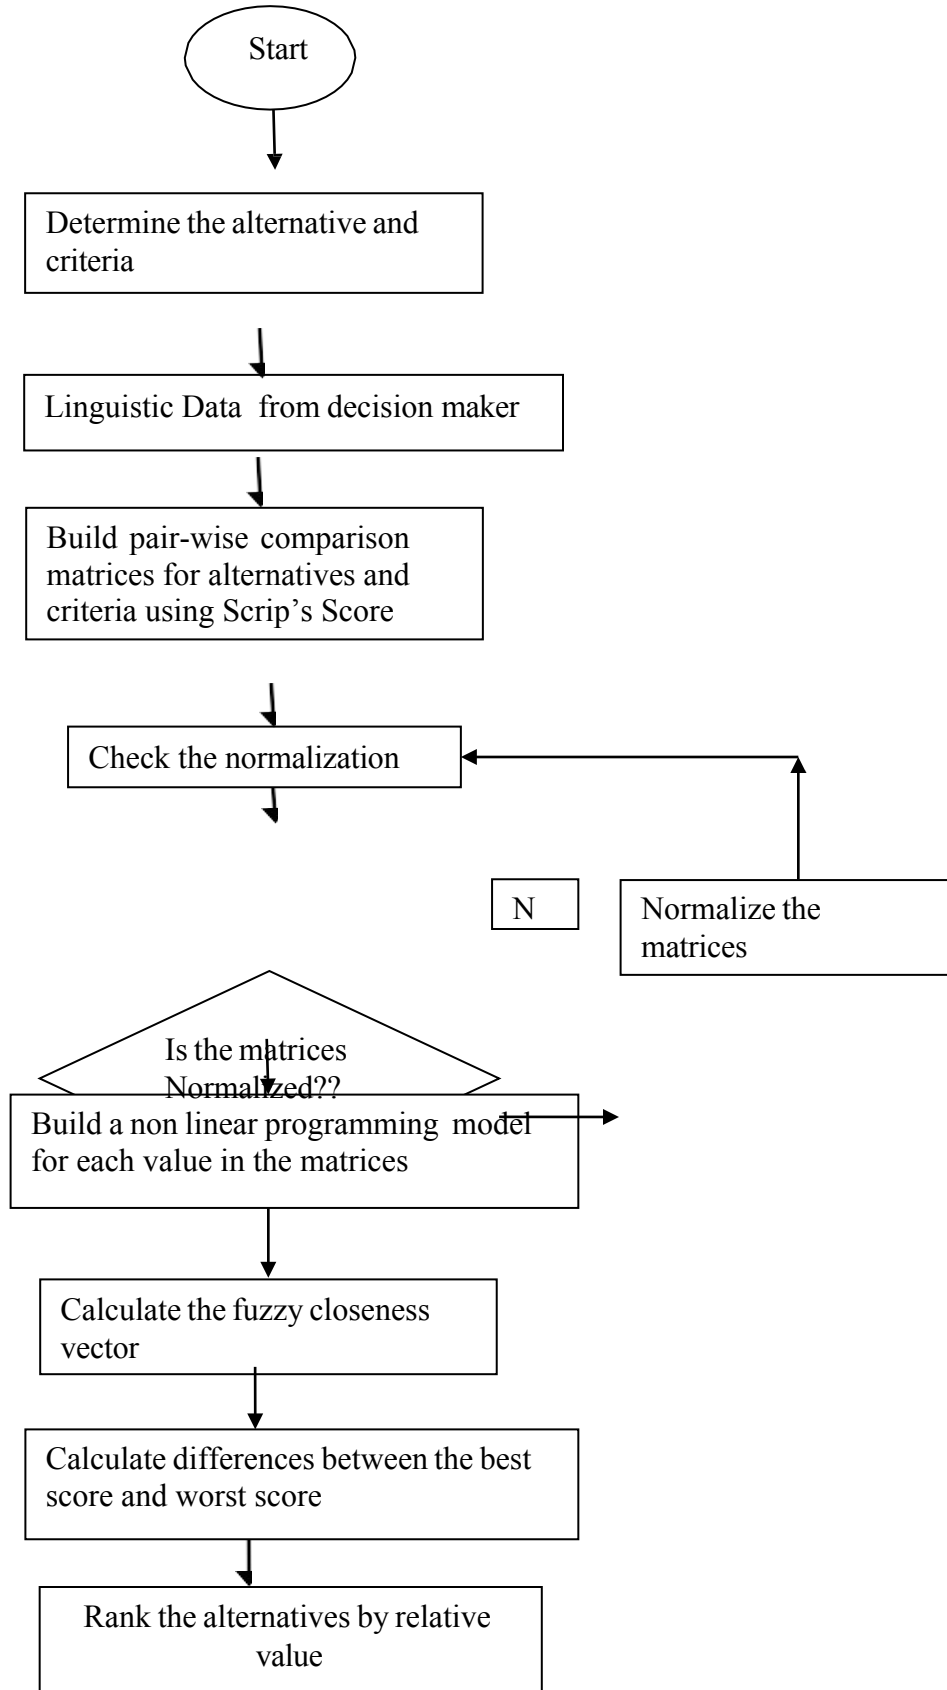 Start
Determine the alternative and
criteria
Linguistic Data from decision maker
Build pair-wise comparison
matrices for alternatives and
criteria using Scrip’s Score
Check the normalization
N
Normalize the
matrices
Is the matrices
Normalized??
Build a non linear programming model
for each value in the matrices
Calculate the fuzzy closeness
vector
Calculate differences between the best
score and worst score
Rank the alternatives by relative
value